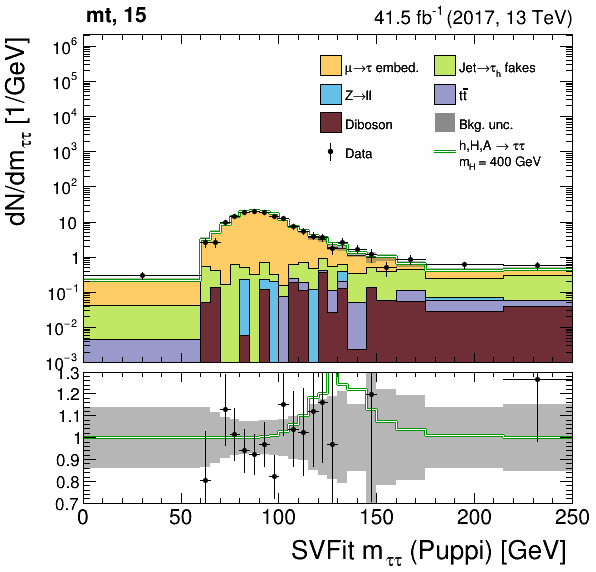 mt, 15
41.5 fb⁻¹ (2017, 13 TeV)
dN/dm_ττ [1/GeV]
10⁶
10⁵
10⁴
10³
10²
10
1
10⁻¹
10⁻²
10⁻³
μ→τ embed.
Jet→τ_h fakes
Z→ll
tt̄
Diboson
Bkg. unc.
Data
h,H,A → ττ
m_H = 400 GeV
1.3
1.2
1.1
1
0.9
0.8
0.7
0 50 100 150 200 250
SVFit m_ττ (Puppi) [GeV]